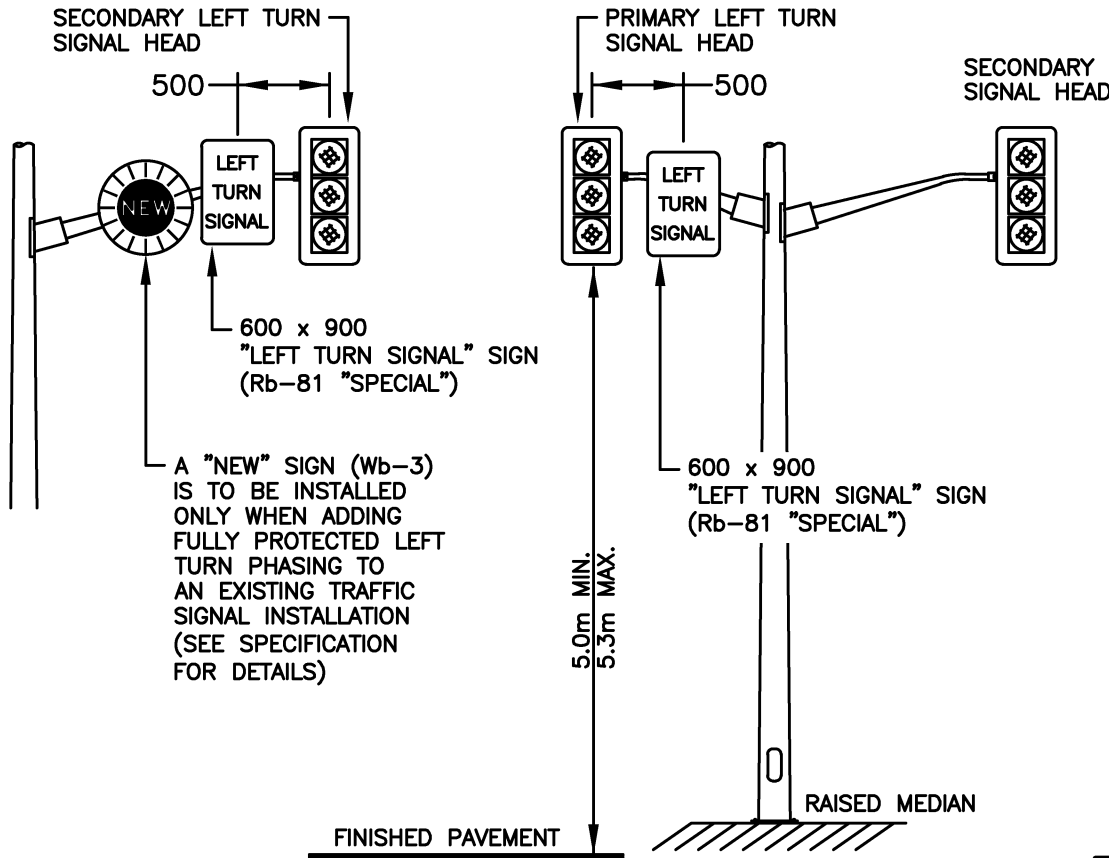 SECONDARY LEFT TURN
SIGNAL HEAD
500
PRIMARY LEFT TURN
SIGNAL HEAD
500
SECONDARY
SIGNAL HEAD
NEW
LEFT
TURN
SIGNAL
LEFT
TURN
SIGNAL
600 x 900
"LEFT TURN SIGNAL" SIGN
(Rb-81 "SPECIAL")
A "NEW" SIGN (Wb-3)
IS TO BE INSTALLED
ONLY WHEN ADDING
FULLY PROTECTED LEFT
TURN PHASING TO
AN EXISTING TRAFFIC
SIGNAL INSTALLATION
(SEE SPECIFICATION
FOR DETAILS)
600 x 900
"LEFT TURN SIGNAL" SIGN
(Rb-81 "SPECIAL")
5.0m MIN.
5.3m MAX.
RAISED MEDIAN
FINISHED PAVEMENT